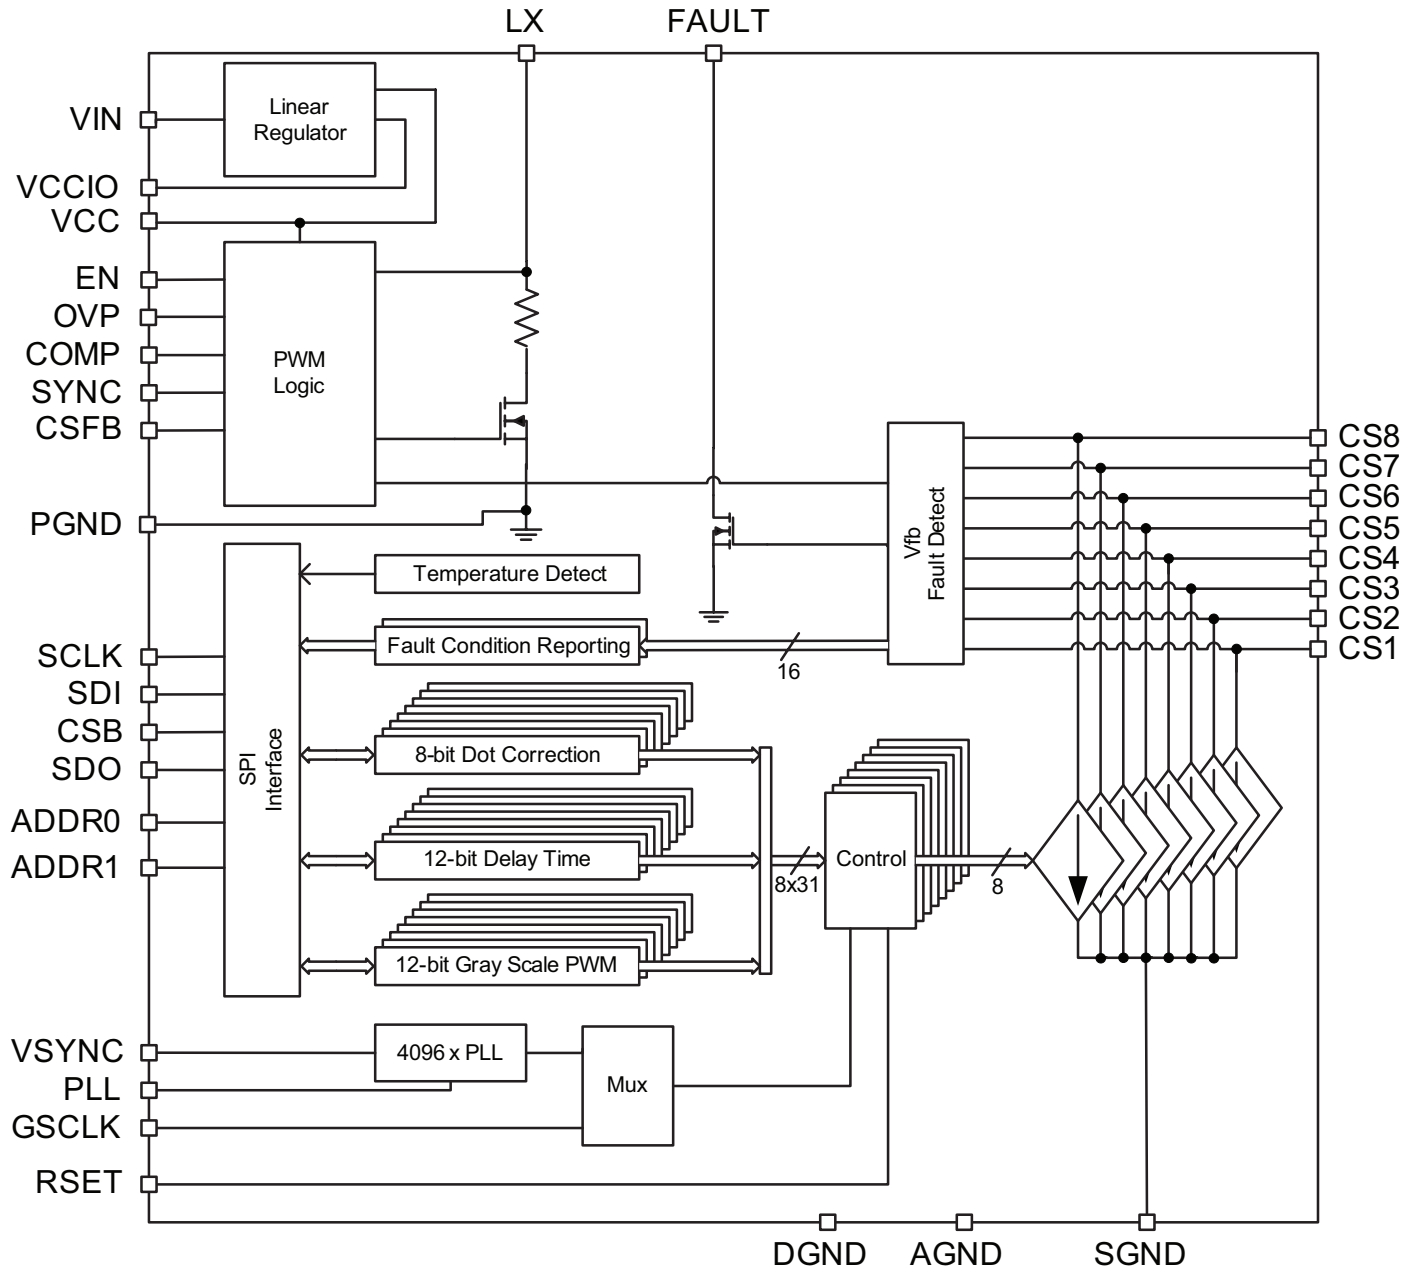 LX
FAULT
VIN
Linear
Regulator
VCCIO
VCC
EN
OVP
COMP
SYNC
CSFB
PWM
Logic
PGND
CS8
CS7
CS6
CS5
CS4
CS3
CS2
CS1
Vfb
Fault Detect
Temperature Detect
Fault Condition Reporting
16
SCLK
SDI
CSB
SDO
ADDR0
ADDR1
SPI
Interface
8-bit Dot Correction
12-bit Delay Time
12-bit Gray Scale PWM
8x31
Control
8
VSYNC
PLL
GSCLK
RSET
4096 x PLL
Mux
DGND
AGND
SGND